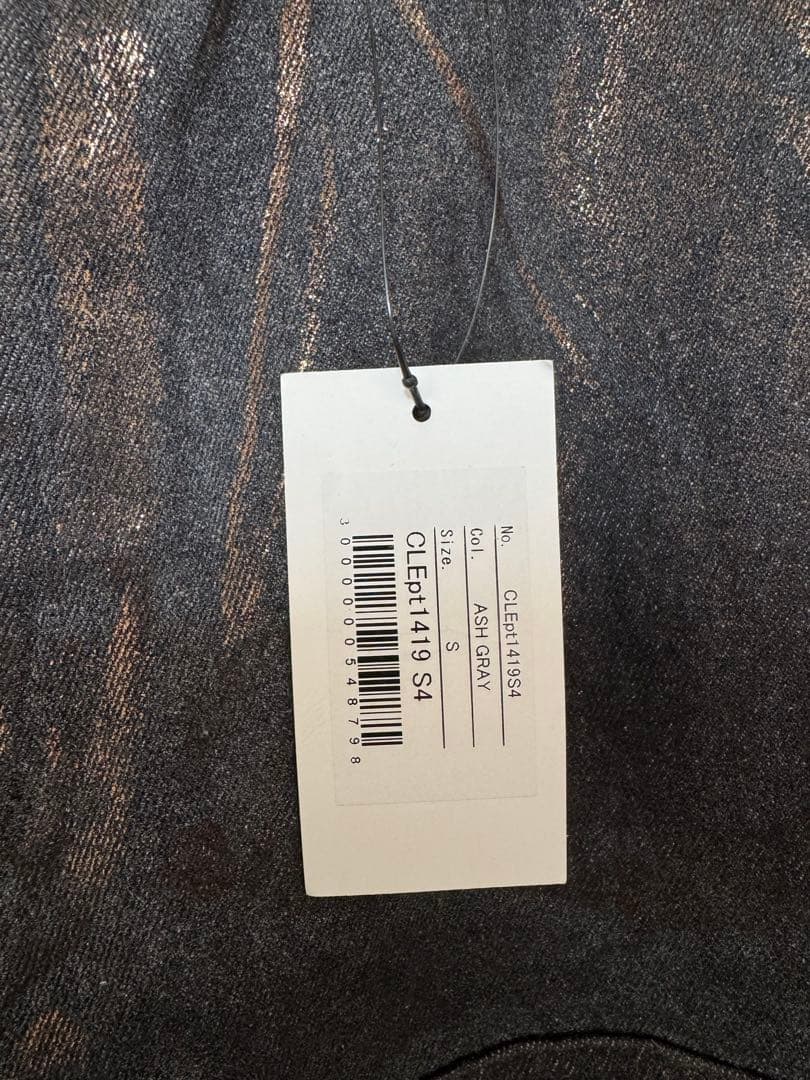 No. CLEpt1419S4
Col. ASH GRAY
Size. S
CLEpt1419 S4
3000000548798